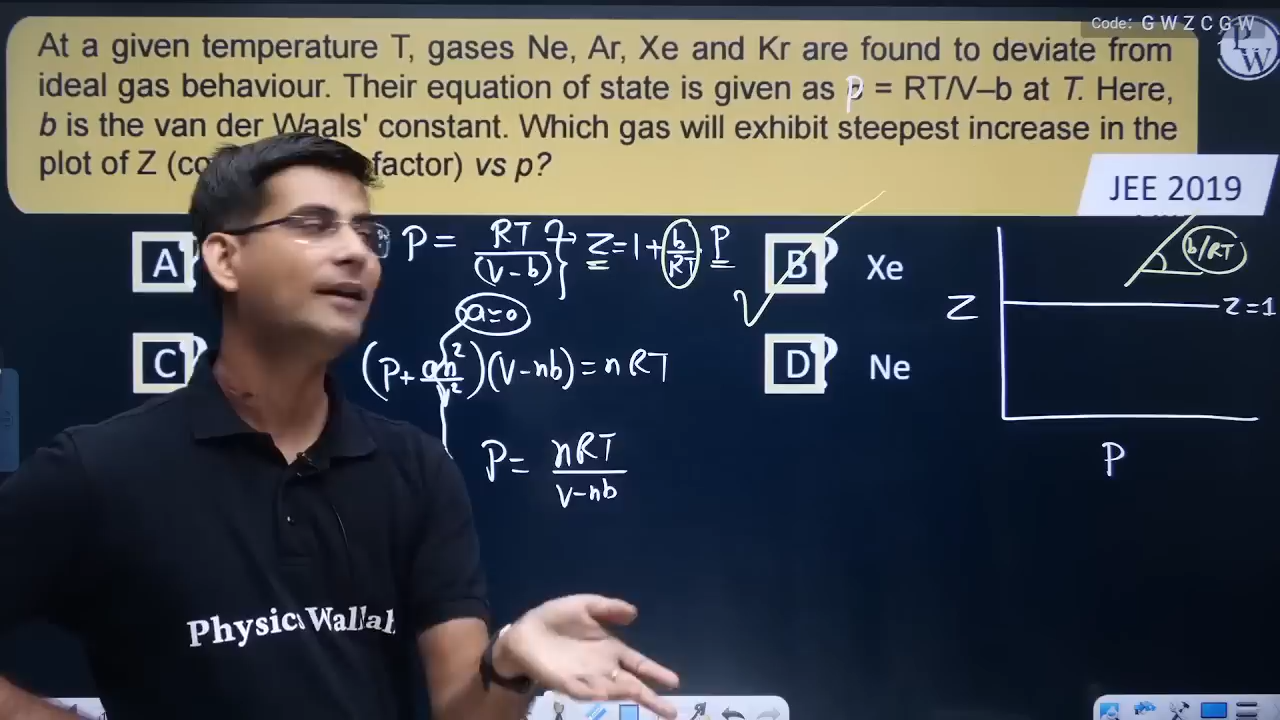 Code: G W Z C G W
At a given temperature T, gases Ne, Ar, Xe and Kr are found to deviate from
ideal gas behaviour. Their equation of state is given as p = RT/V–b at T. Here,
b is the van der Waals' constant. Which gas will exhibit steepest increase in the
plot of Z (co factor) vs p?
PW
JEE 2019
A
P = RT/(V-b) } Z = 1 + b/RT P
B Xe
b/RT
Z
Z=1
a=0
C
(P + an²/V²)(V-nb) = nRT
D Ne
P = nRT/V-nb
P
Physics Wallah